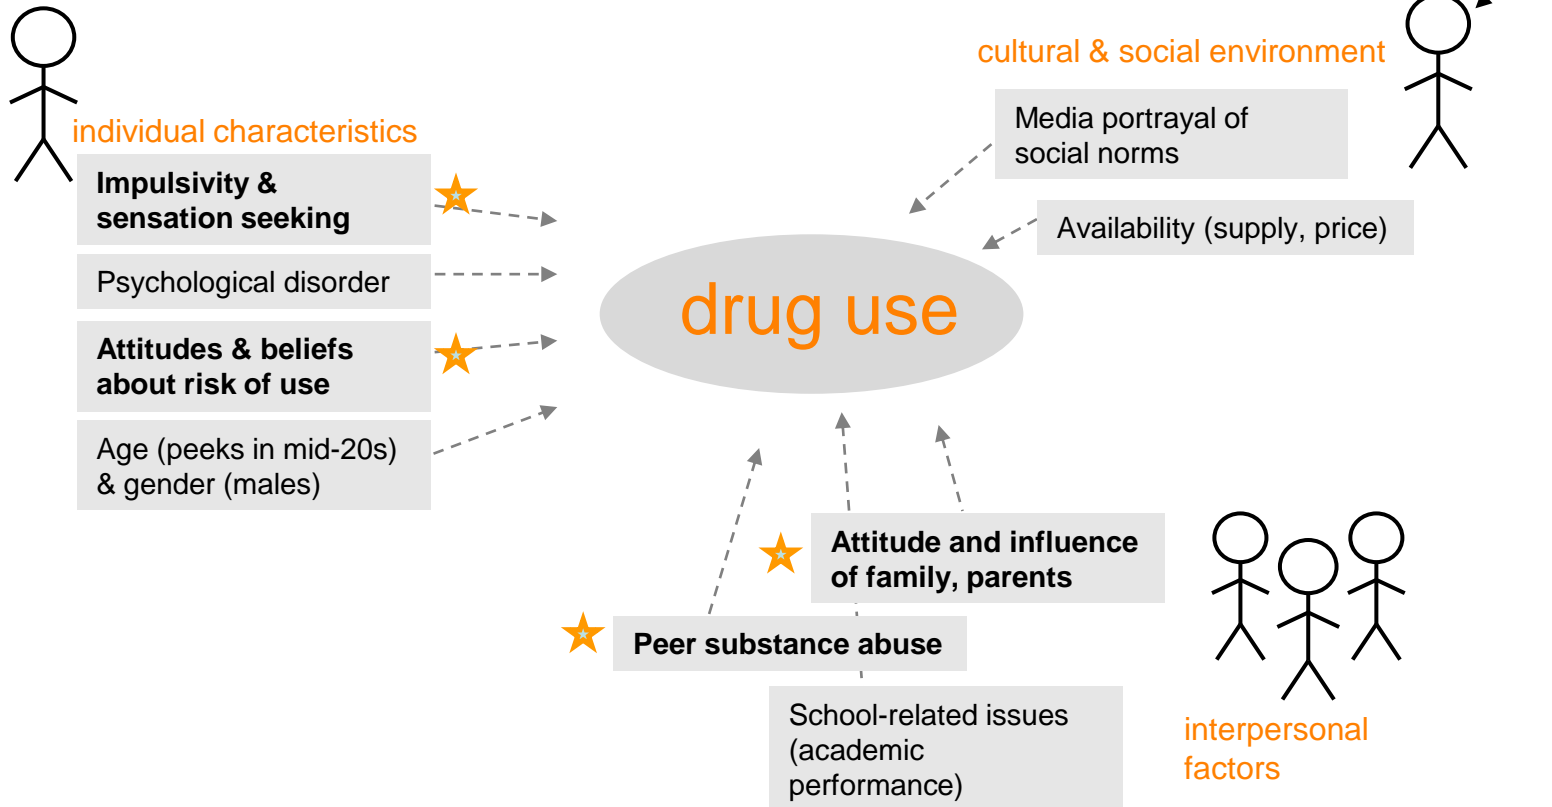 individual characteristics
Impulsivity &
sensation seeking
Psychological disorder
Attitudes & beliefs
about risk of use
Age (peeks in mid-20s)
& gender (males)
cultural & social environment
Media portrayal of
social norms
Availability (supply, price)
drug use
Attitude and influence
of family, parents
Peer substance abuse
School-related issues
(academic
performance)
interpersonal
factors